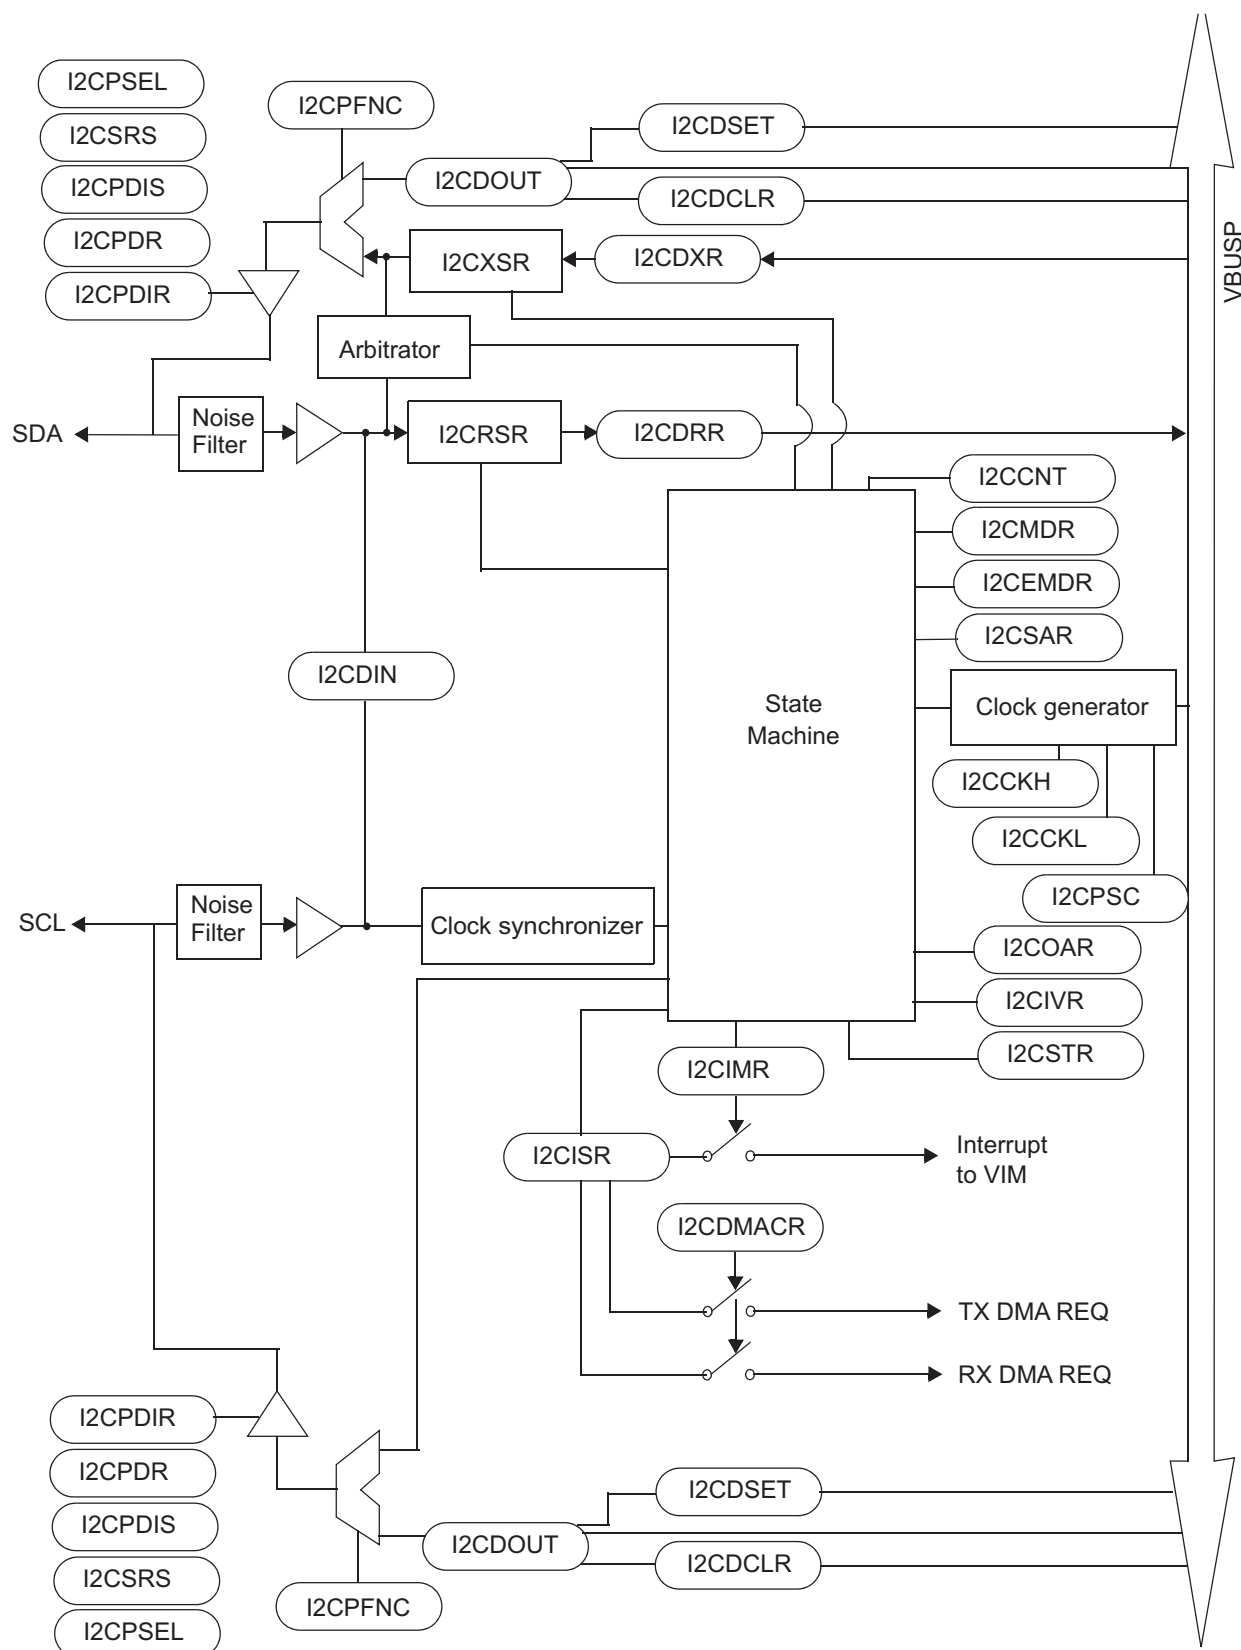 I2CPSEL
I2CSRS
I2CPDIS
I2CPDR
I2CPDIR
I2CPFNC
I2CDOUT
I2CDSET
I2CDCLR
I2CXSR
I2CDXR
VBUSP
Arbitrator
SDA
Noise
Filter
I2CRSR
I2CDRR
I2CCNT
I2CMDR
I2CEMDR
I2CSAR
I2CDIN
State
Machine
Clock generator
I2CCKH
I2CCKL
I2CPSC
SCL
Noise
Filter
Clock synchronizer
I2COAR
I2CIVR
I2CSTR
I2CIMR
I2CISR
Interrupt
to VIM
I2CDMACR
TX DMA REQ
RX DMA REQ
I2CPDIR
I2CPDR
I2CPDIS
I2CSRS
I2CPSEL
I2CPFNC
I2CDOUT
I2CDSET
I2CDCLR